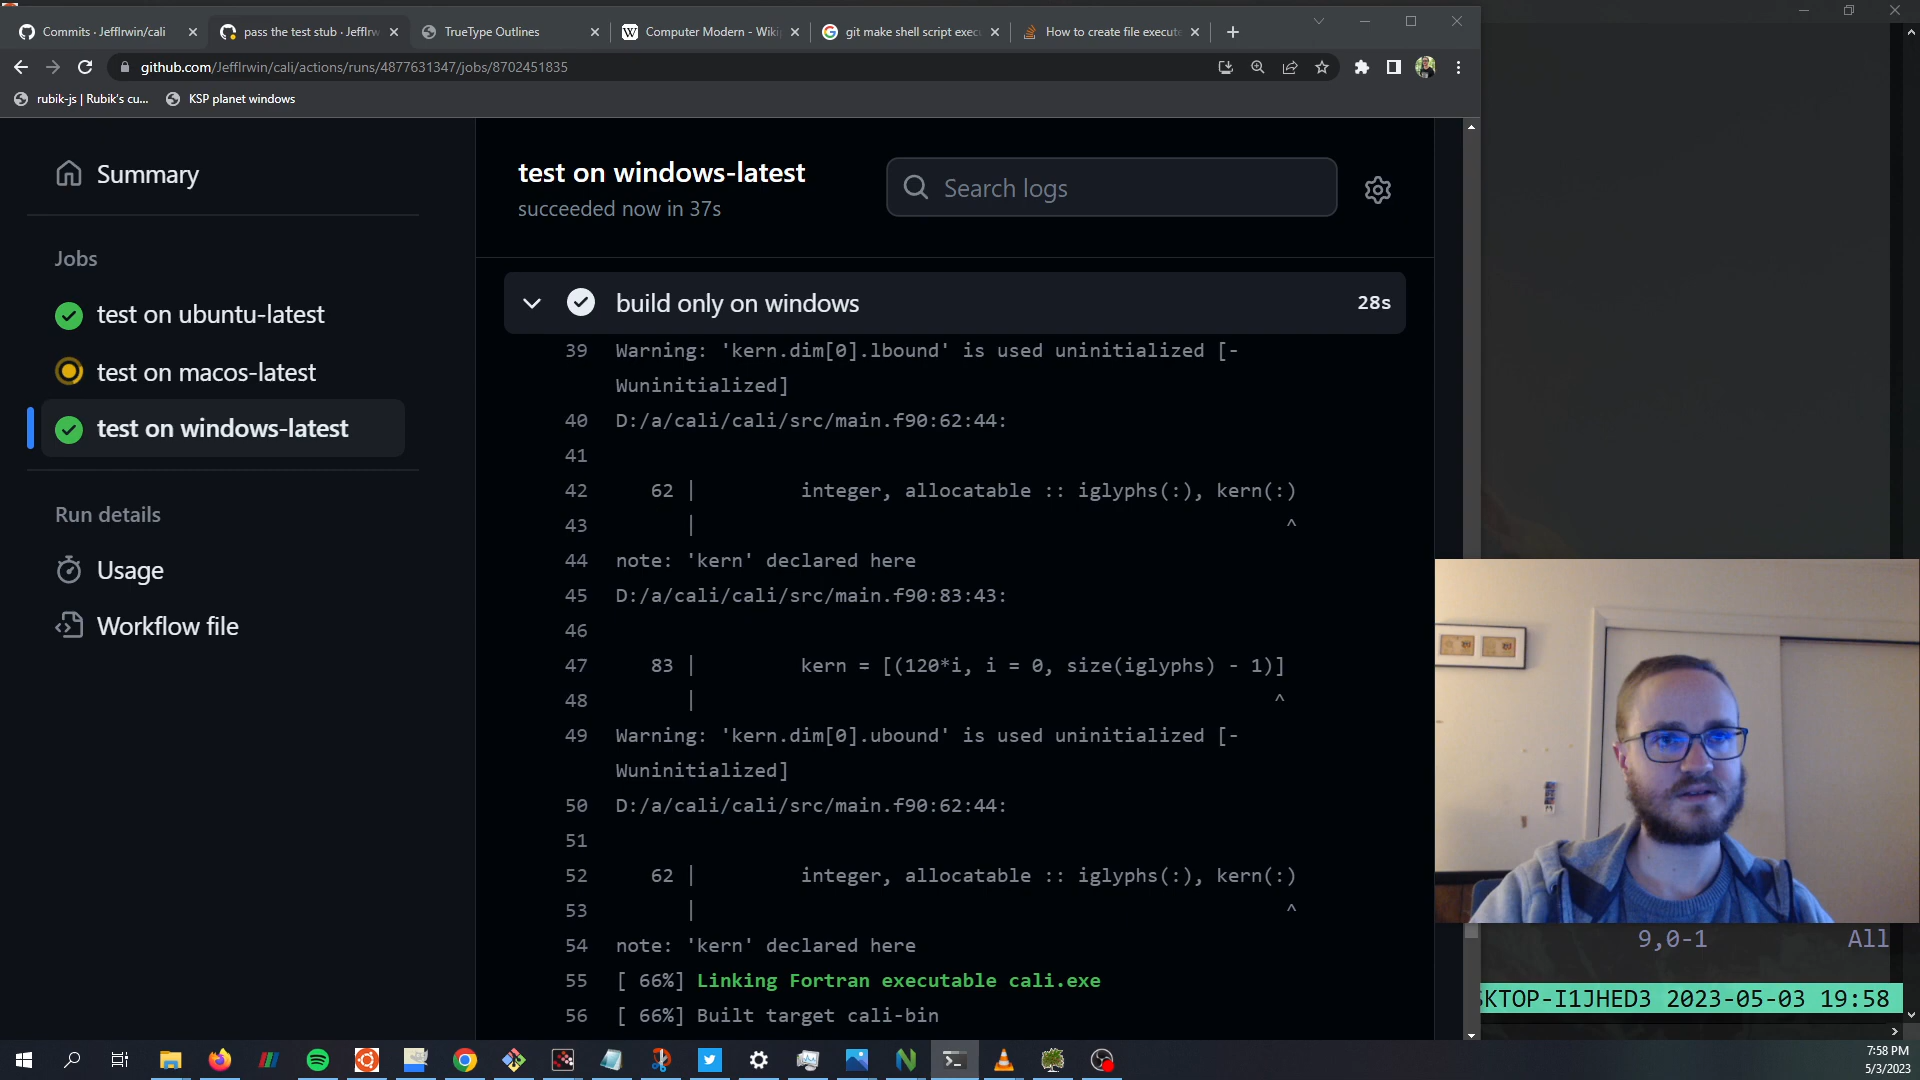 Commits · JeffIrwin/cali
pass the test stub · JeffIrw
TrueType Outlines
Computer Modern - Wiki
git make shell script exec
How to create file execute
github.com/JeffIrwin/cali/actions/runs/4877631347/jobs/8702451835
rubik-js | Rubik's cu...
KSP planet windows
Summary
Jobs
test on ubuntu-latest
test on macos-latest
test on windows-latest
Run details
Usage
Workflow file
test on windows-latest
succeeded now in 37s
Search logs
build only on windows
28s
39 Warning: 'kern.dim[0].lbound' is used uninitialized [-
Wuninitialized]
40 D:/a/cali/cali/src/main.f90:62:44:
41
42 62 | integer, allocatable :: iglyphs(:), kern(:)
43 | ^
44 note: 'kern' declared here
45 D:/a/cali/cali/src/main.f90:83:43:
46
47 83 | kern = [(120*i, i = 0, size(iglyphs) - 1)]
48 | ^
49 Warning: 'kern.dim[0].ubound' is used uninitialized [-
Wuninitialized]
50 D:/a/cali/cali/src/main.f90:62:44:
51
52 62 | integer, allocatable :: iglyphs(:), kern(:)
53 | ^
54 note: 'kern' declared here
55 [ 66%] Linking Fortran executable cali.exe
56 [ 66%] Built target cali-bin
9,0-1 All
KTOP-I1JHED3 2023-05-03 19:58
7:58 PM
5/3/2023